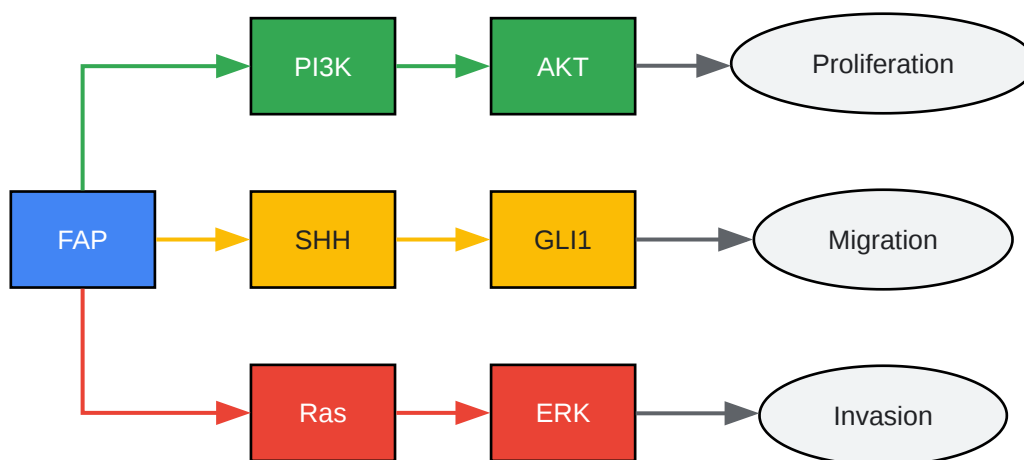 PI3K
AKT
Proliferation
FAP
SHH
GLI1
Migration
Ras
ERK
Invasion